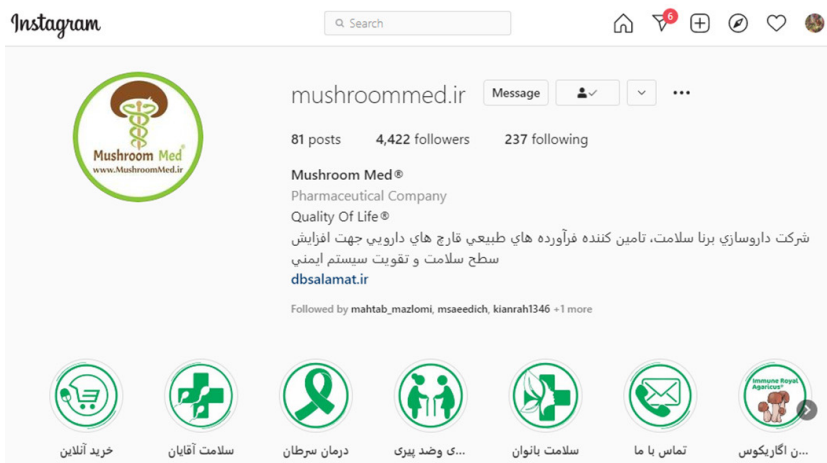 Instagram
Search
6
Mushroom Med®
www.MushroomMed.ir
mushroommed.ir Message
81 posts 4,422 followers 237 following
Mushroom Med®
Pharmaceutical Company
Quality Of Life®
شرکت داروسازي برنا سلامت، تامين کننده فرآورده هاي طبيعي قارچ هاي دارويي جهت افزايش
سطح سلامت و تقويت سيستم ايمني
dbsalamat.ir
Followed by mahtab_mazlomi, msaeedich, kianrah1346 +1 more
Immune Royal
Agaricus®
خرید آنلاین
سلامت آقایان
درمان سرطان
...ی وضد پیری
سلامت بانوان
تماس با ما
...ن اگاریکوس